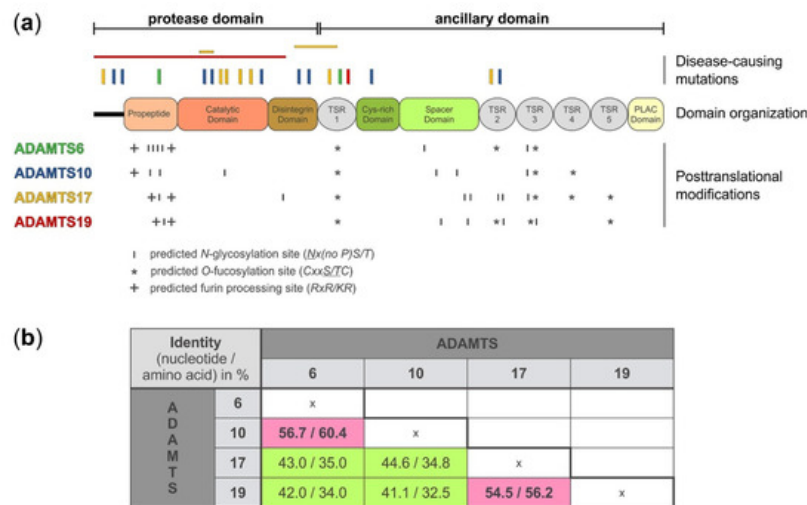 (a)
protease domain
ancillary domain
Disease-causing
mutations
Propeptide
Catalytic
Domain
Disintegrin
Domain
TSR
1
Cys-rich
Domain
Spacer
Domain
TSR
2
TSR
3
TSR
4
TSR
5
PLAC
Domain
Domain organization
ADAMTS6
+ ıııı + * ı * ı*
ADAMTS10
+ ı ı ı * ı ı ı* *
ADAMTS17
+ ı + ı * ıı ıı ı* * *
ADAMTS19
+ı+ * ı ı *ı *ı *
Posttranslational
modifications
ı predicted N-glycosylation site (Nx(no P)S/T)
* predicted O-fucosylation site (CxxS/TC)
+ predicted furin processing site (RxR/KR)
(b)
Identity
(nucleotide /
amino acid) in %
ADAMTS
6 10 17 19
ADAMTS
6 x
10 56.7 / 60.4 x
17 43.0 / 35.0 44.6 / 34.8 x
19 42.0 / 34.0 41.1 / 32.5 54.5 / 56.2 x